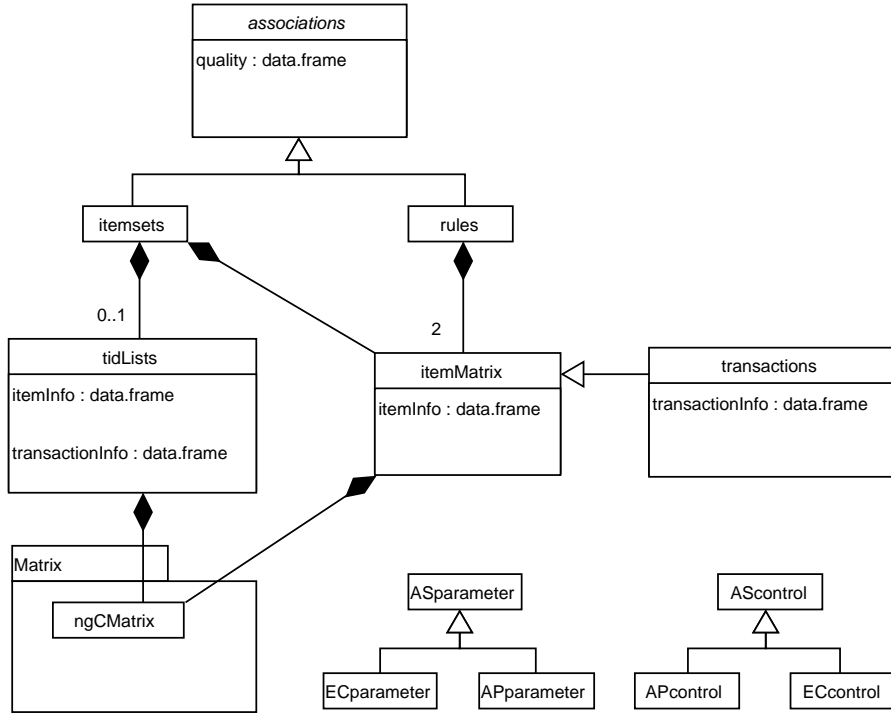 associations
quality : data.frame
itemsets
rules
0..1
2
tidLists
itemInfo : data.frame
transactionInfo : data.frame
itemMatrix
itemInfo : data.frame
transactions
transactionInfo : data.frame
Matrix
ngCMatrix
ASparameter
ECparameter
APparameter
AScontrol
APcontrol
ECcontrol